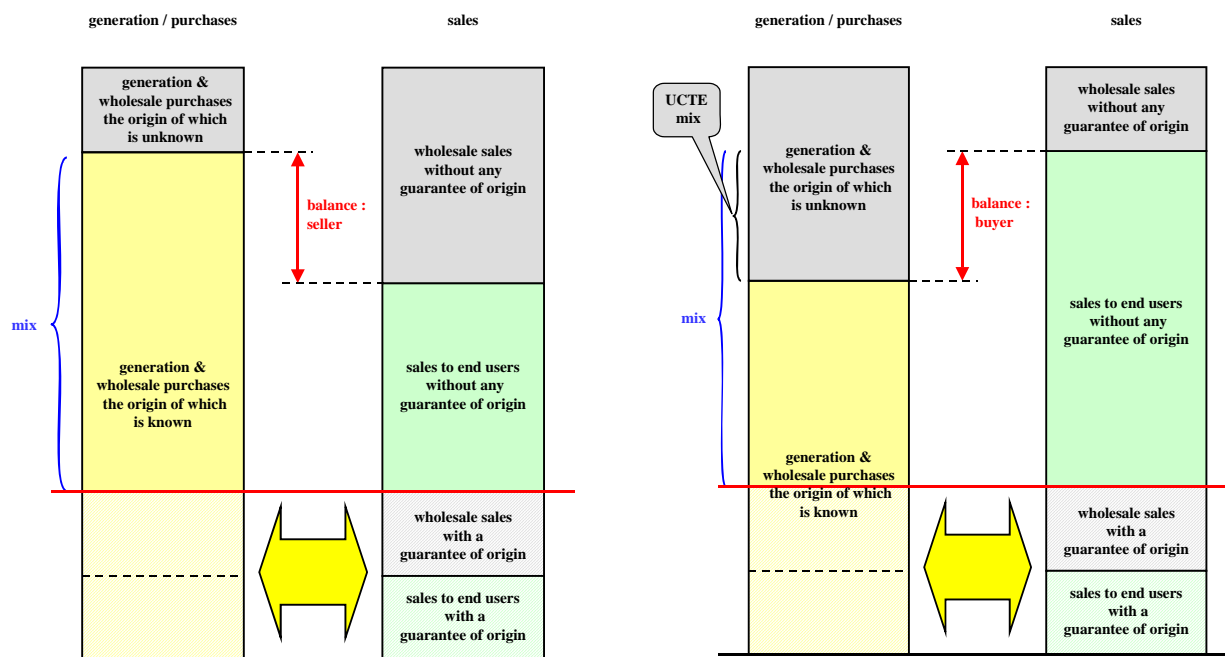 generation / purchases
sales
generation &
wholesale purchases
the origin of which
is unknown
wholesale sales
without any
guarantee of origin
balance :
seller
mix
generation &
wholesale purchases
the origin of which
is known
sales to end users
without any
guarantee of origin
wholesale sales
with a
guarantee of origin
sales to end users
with a
guarantee of origin
generation / purchases
sales
UCTE
mix
generation &
wholesale purchases
the origin of which
is unknown
wholesale sales
without any
guarantee of origin
balance :
buyer
mix
sales to end users
without any
guarantee of origin
generation &
wholesale purchases
the origin of which
is known
wholesale sales
with a
guarantee of origin
sales to end users
with a
guarantee of origin